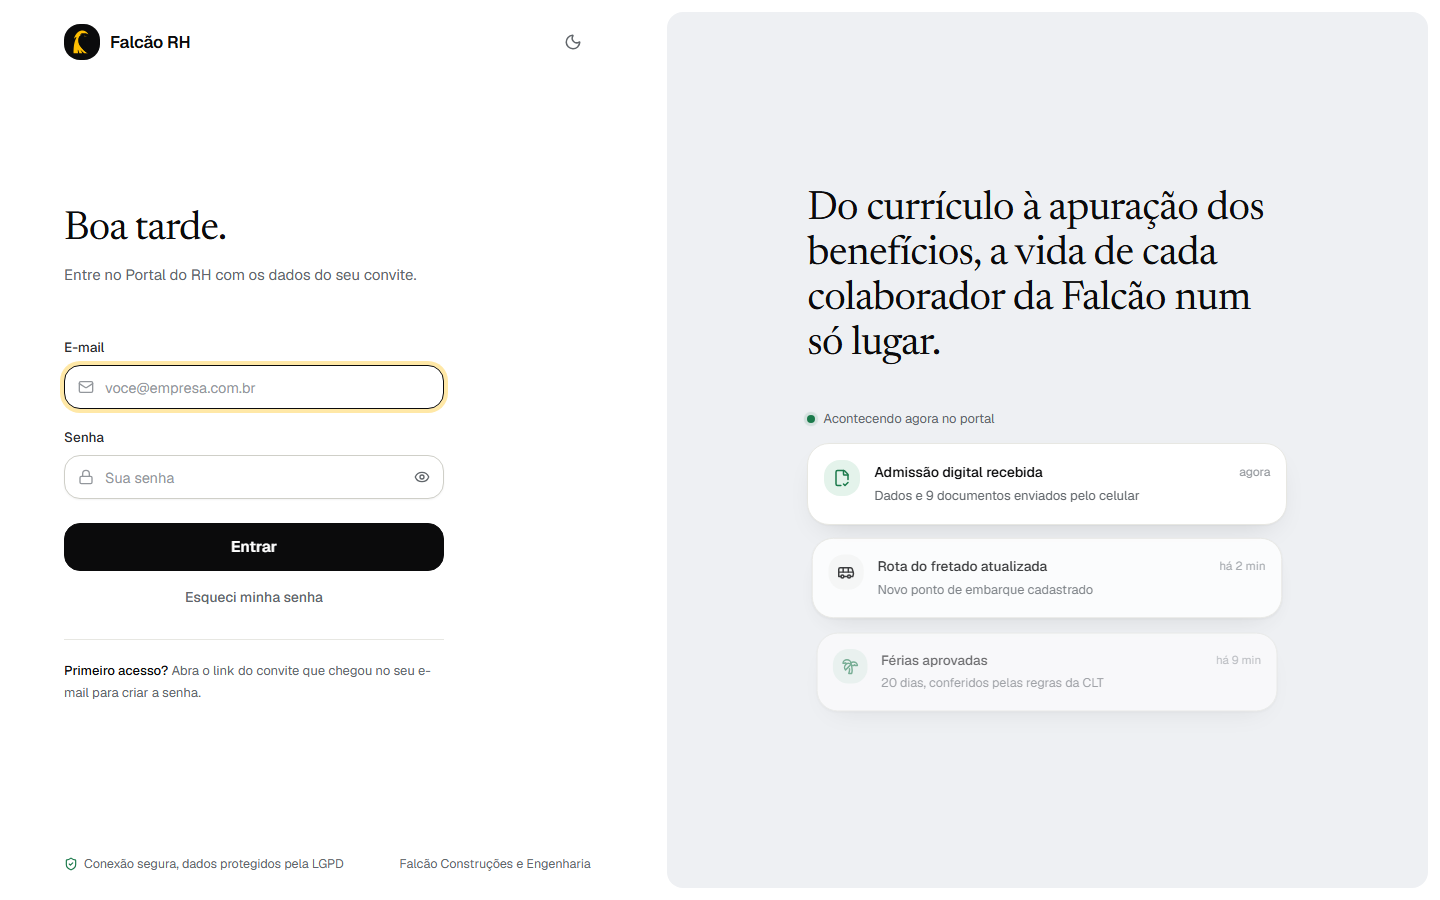 Falcão RH
Boa tarde.
Entre no Portal do RH com os dados do seu convite.
E-mail
voce@empresa.com.br
Senha
Sua senha
Entrar
Esqueci minha senha
Primeiro acesso? Abra o link do convite que chegou no seu e-
mail para criar a senha.
Conexão segura, dados protegidos pela LGPD
Falcão Construções e Engenharia
Do currículo à apuração dos
benefícios, a vida de cada
colaborador da Falcão num
só lugar.
Acontecendo agora no portal
Admissão digital recebida
agora
Dados e 9 documentos enviados pelo celular
Rota do fretado atualizada
há 2 min
Novo ponto de embarque cadastrado
Férias aprovadas
há 9 min
20 dias, conferidos pelas regras da CLT